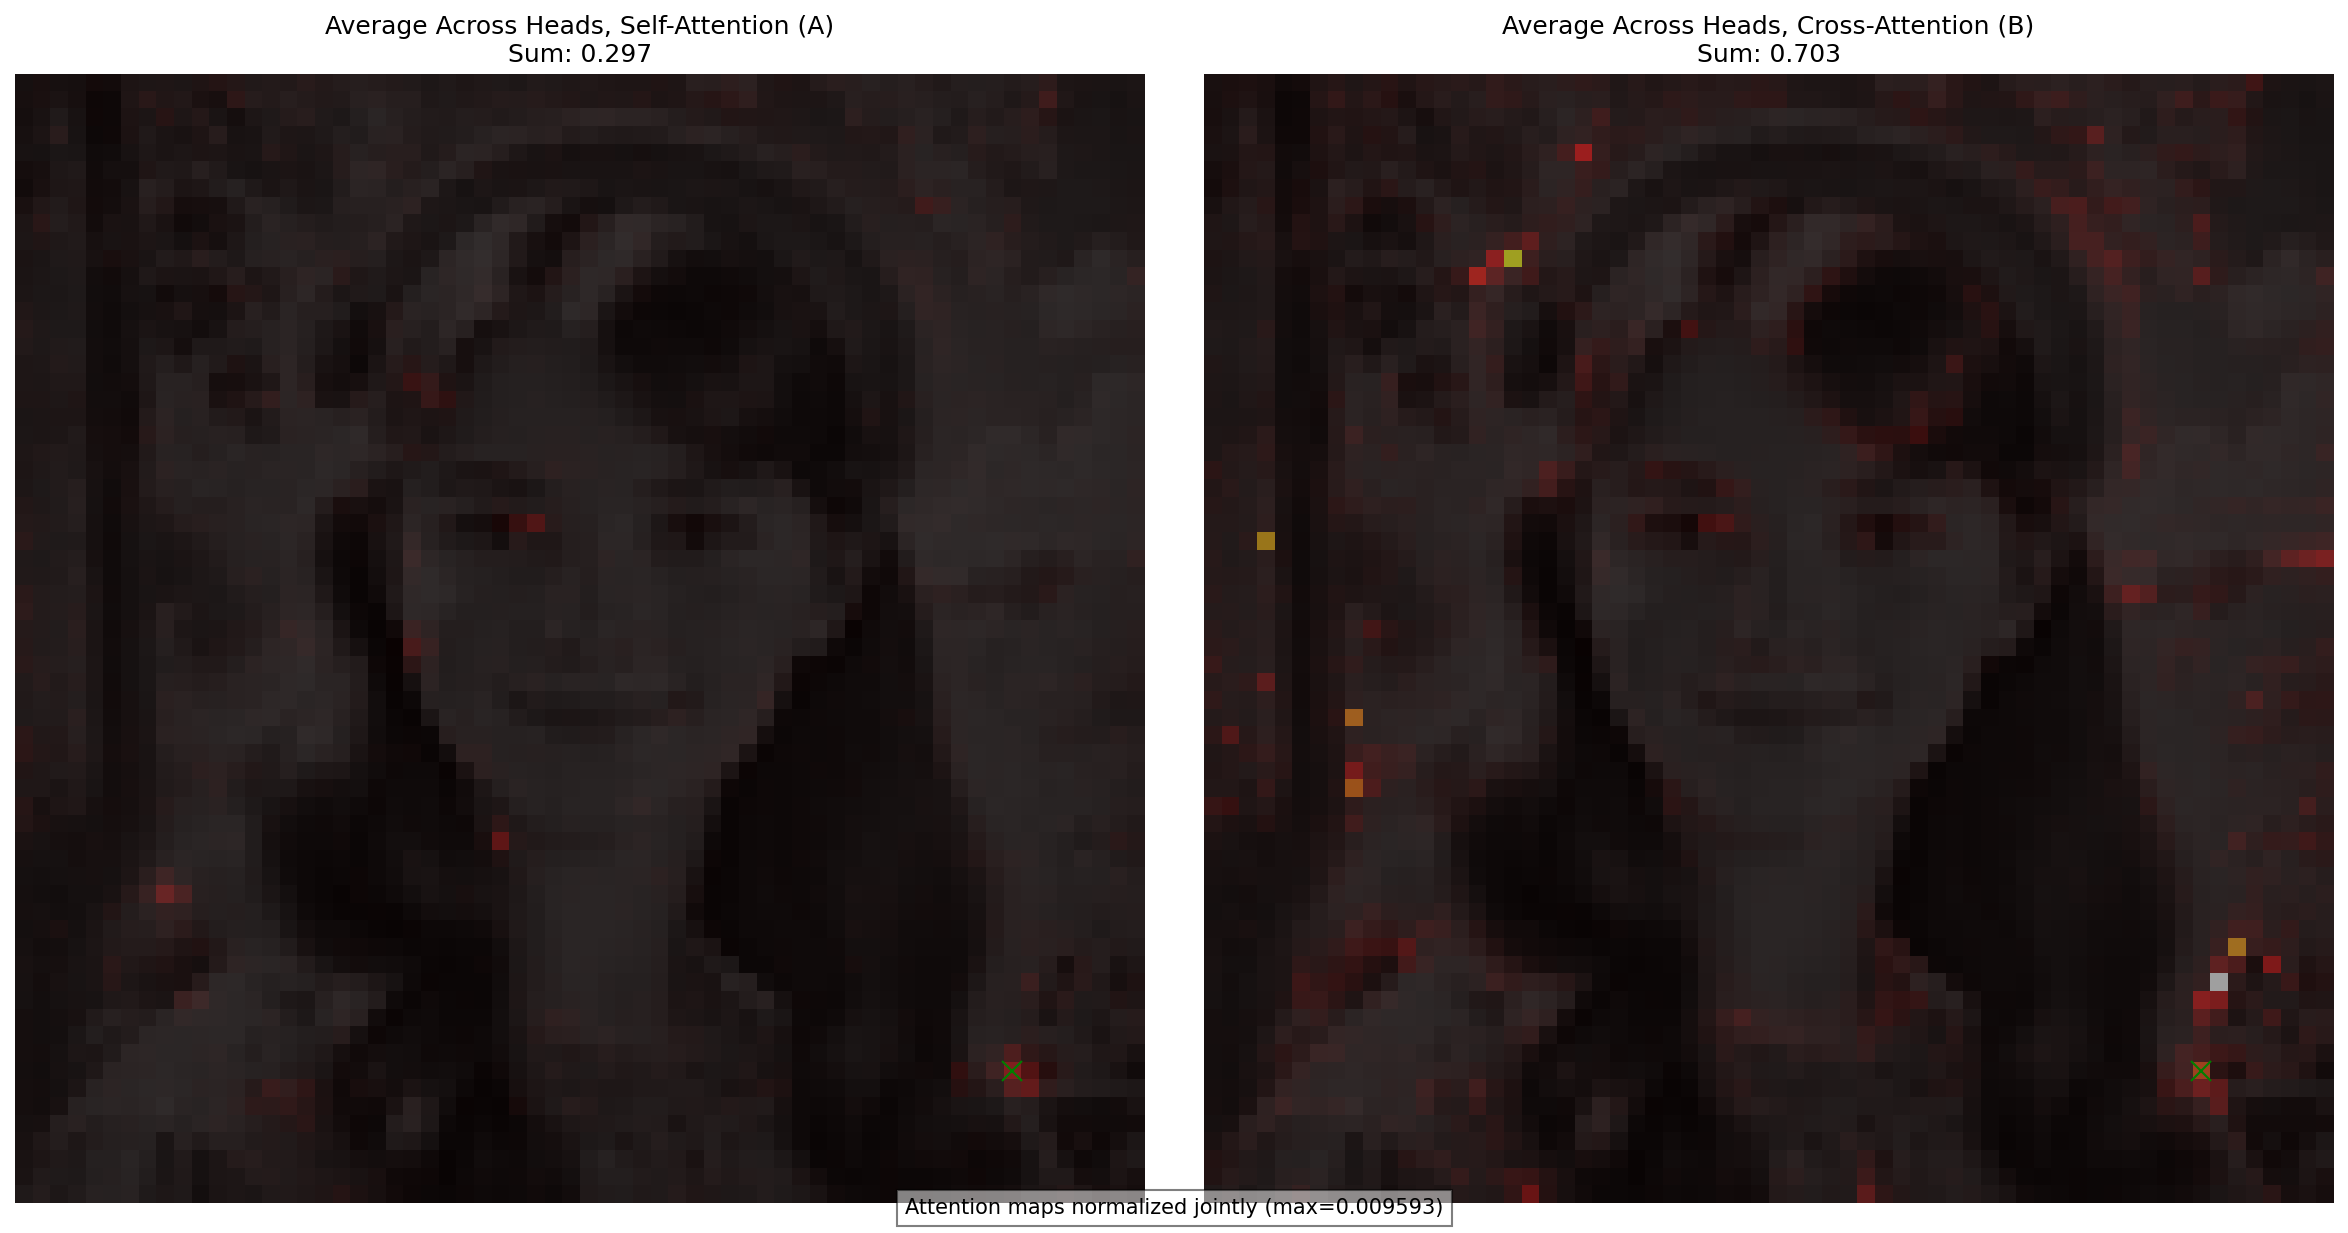 Average Across Heads, Self-Attention (A)
Sum: 0.297
Average Across Heads, Cross-Attention (B)
Sum: 0.703
Attention maps normalized jointly (max=0.009593)